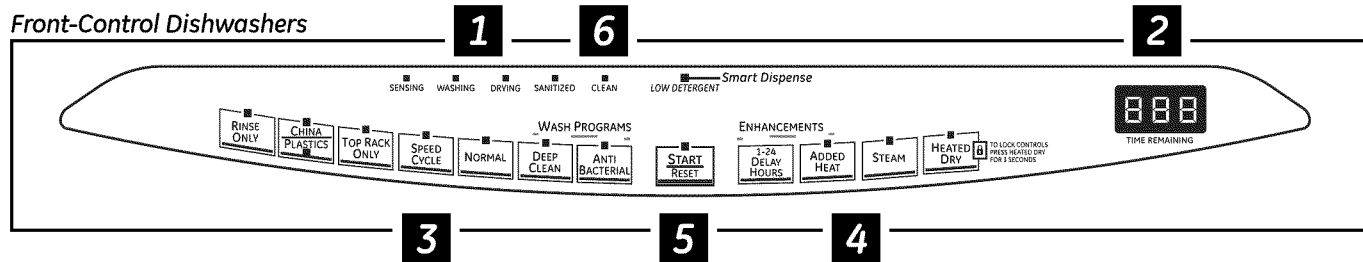 Front-Control Dishwashers
1
6
2
SENSING WASHING DRYING SANITIZED CLEAN
LOW DETERGENT
Smart Dispense
888
TIME REMAINING
WASH PROGRAMS
ENHANCEMENTS
RINSE
ONLY
CHINA
PLASTICS
TOP RACK
ONLY
SPEED
CYCLE
NORMAL
DEEP
CLEAN
ANTI
BACTERIAL
START
RESET
1-24
DELAY
HOURS
ADDED
HEAT
STEAM
HEATED
DRY
TO LOCK CONTROLS
PRESS HEATED DRY
FOR 3 SECONDS
3
5
4